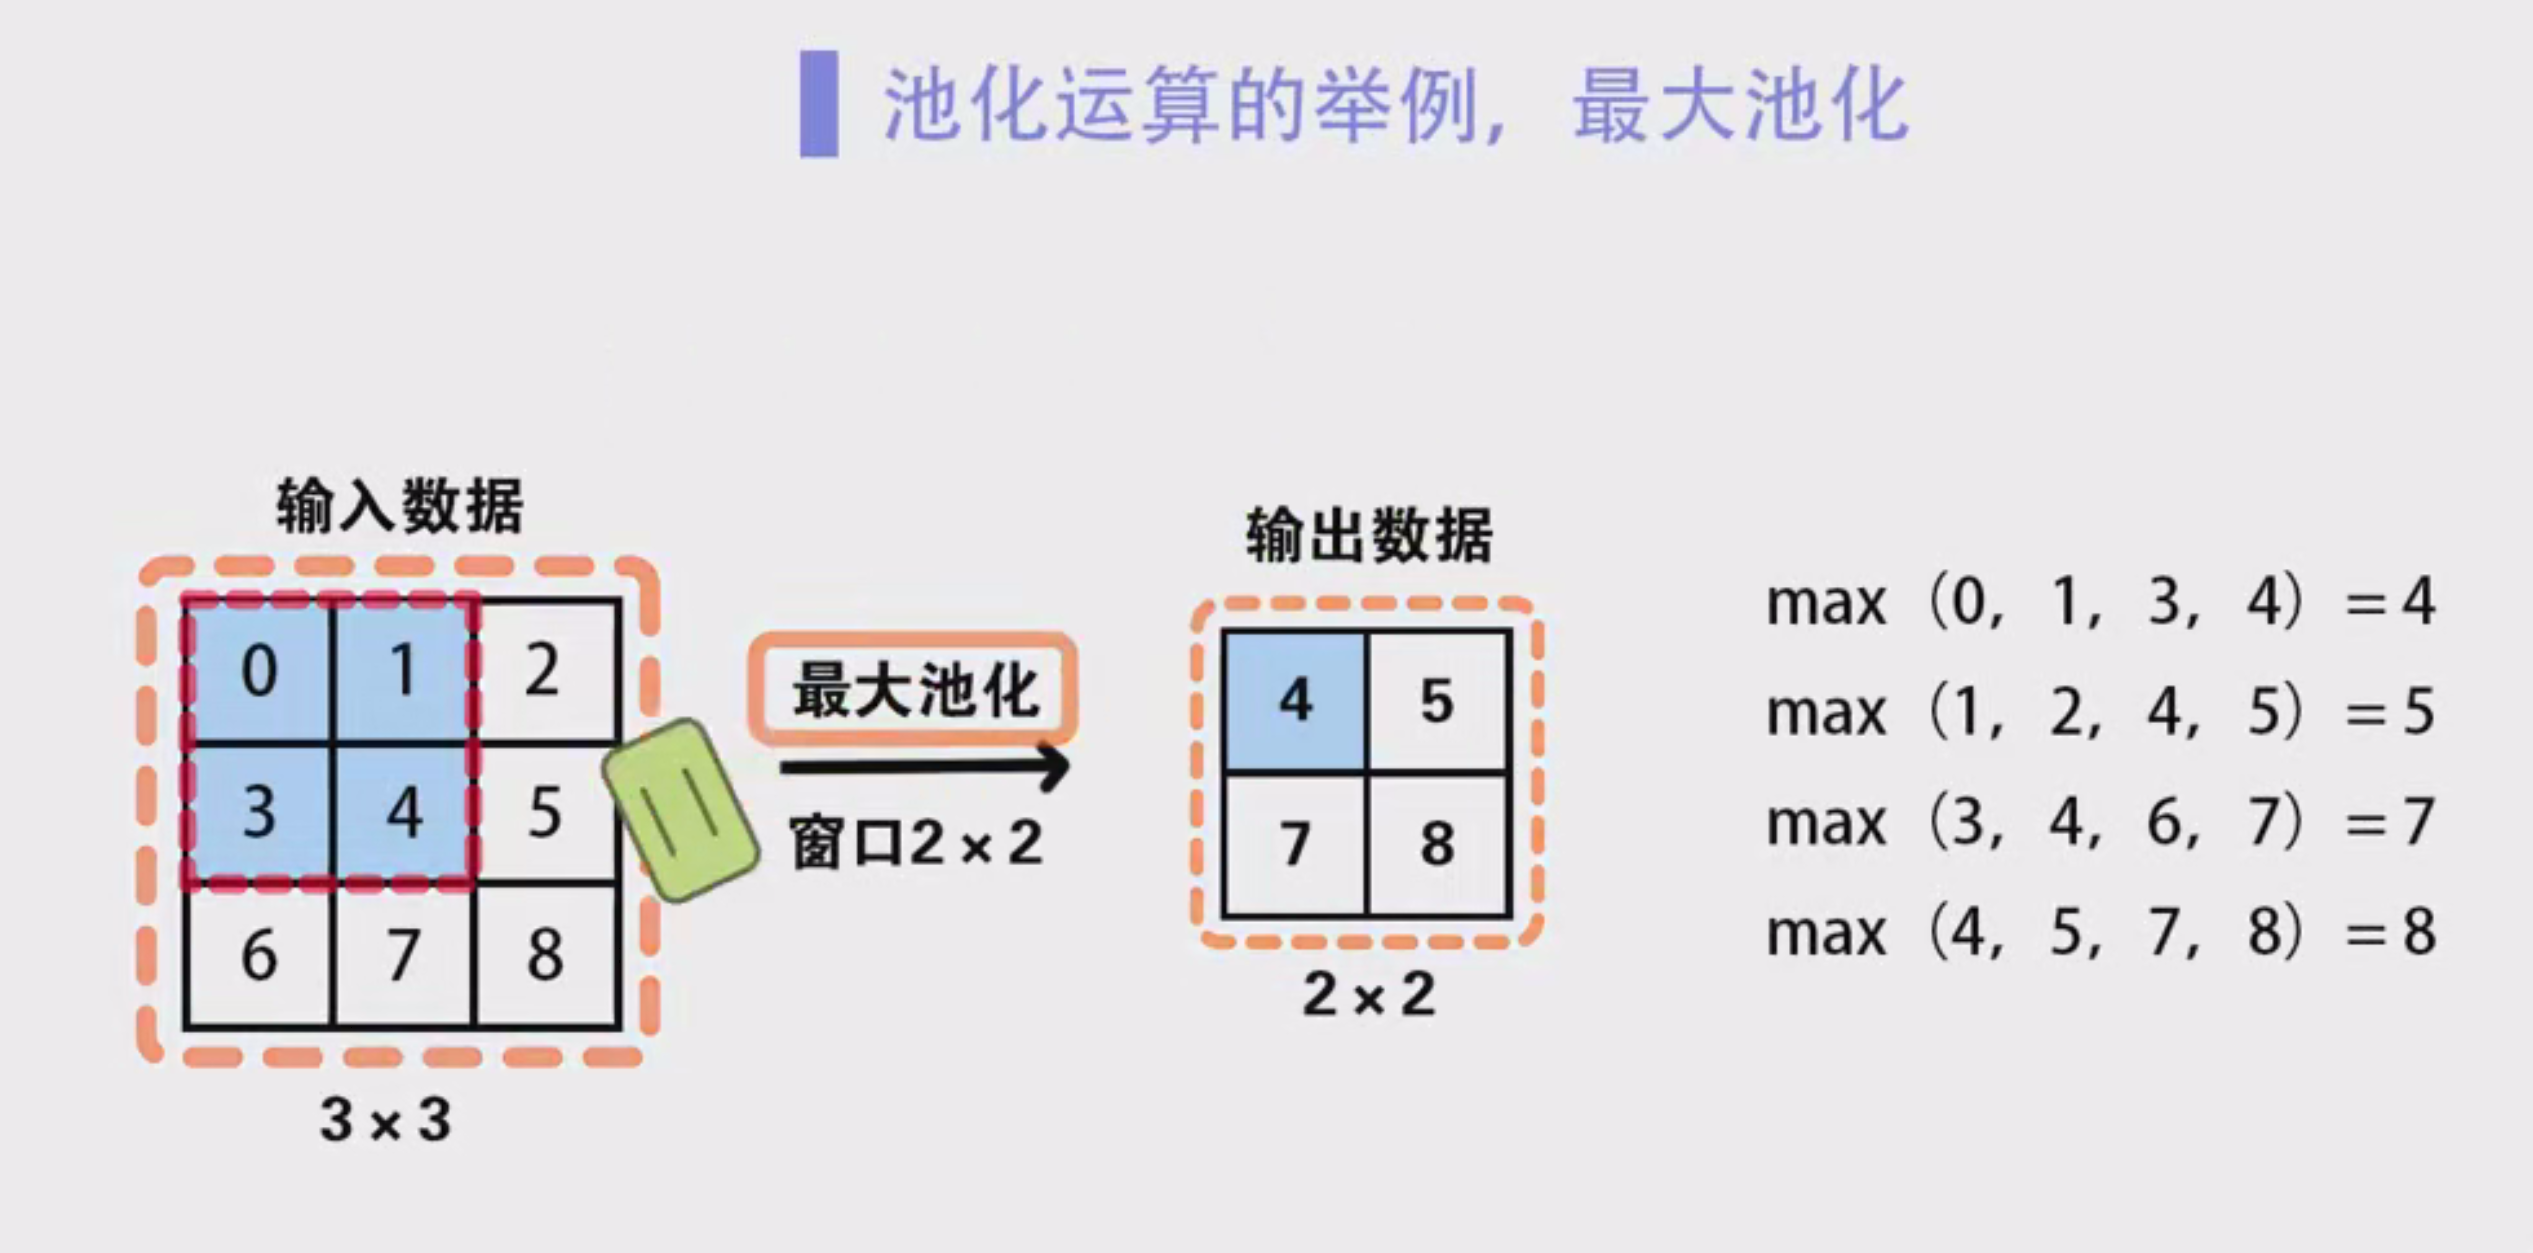 池化运算的举例，最大池化
输入数据
0 1 2
3 4 5
6 7 8
3×3
最大池化
窗口2×2
输出数据
4 5
7 8
2×2
max（0，1，3，4）=4
max（1，2，4，5）=5
max（3，4，6，7）=7
max（4，5，7，8）=8